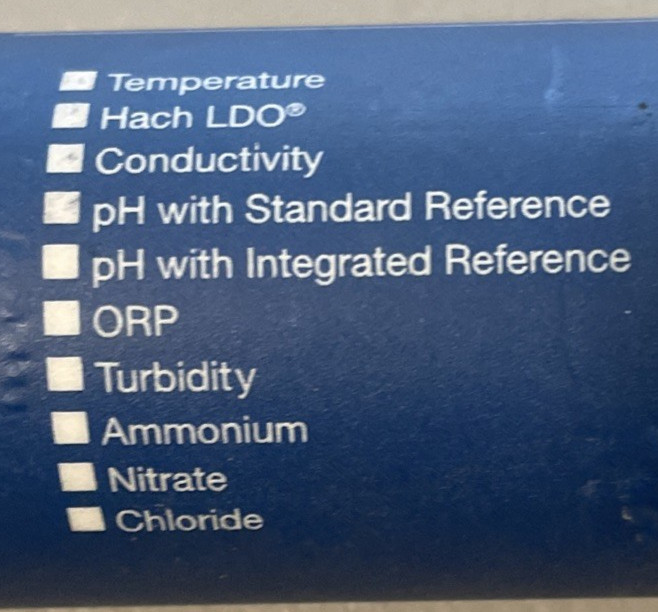 Temperature
Hach LDO®
Conductivity
pH with Standard Reference
pH with Integrated Reference
ORP
Turbidity
Ammonium
Nitrate
Chloride